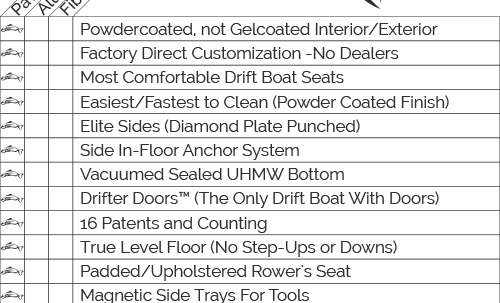 Powdercoated, not Gelcoated Interior/Exterior
Factory Direct Customization -No Dealers
Most Comfortable Drift Boat Seats
Easiest/Fastest to Clean (Powder Coated Finish)
Elite Sides (Diamond Plate Punched)
Side In-Floor Anchor System
Vacuumed Sealed UHMW Bottom
Drifter Doors™ (The Only Drift Boat With Doors)
16 Patents and Counting
True Level Floor (No Step-Ups or Downs)
Padded/Upholstered Rower's Seat
Magnetic Side Trays For Tools